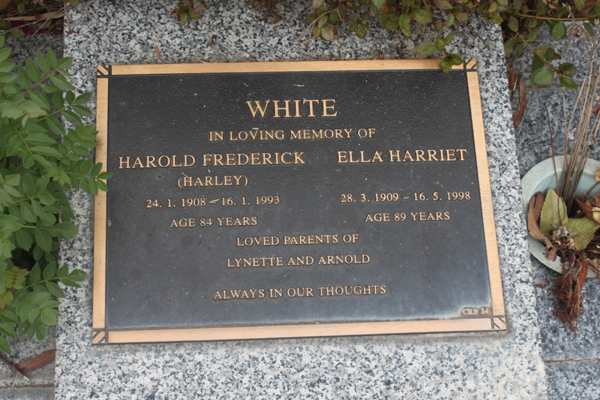 WHITE
IN LOVING MEMORY OF
HAROLD FREDERICK ELLA HARRIET
(HARLEY)
24. 1. 1908 – 16. 1. 1993 28. 3. 1909 – 16. 5. 1998
AGE 84 YEARS AGE 89 YEARS
LOVED PARENTS OF
LYNETTE AND ARNOLD
ALWAYS IN OUR THOUGHTS